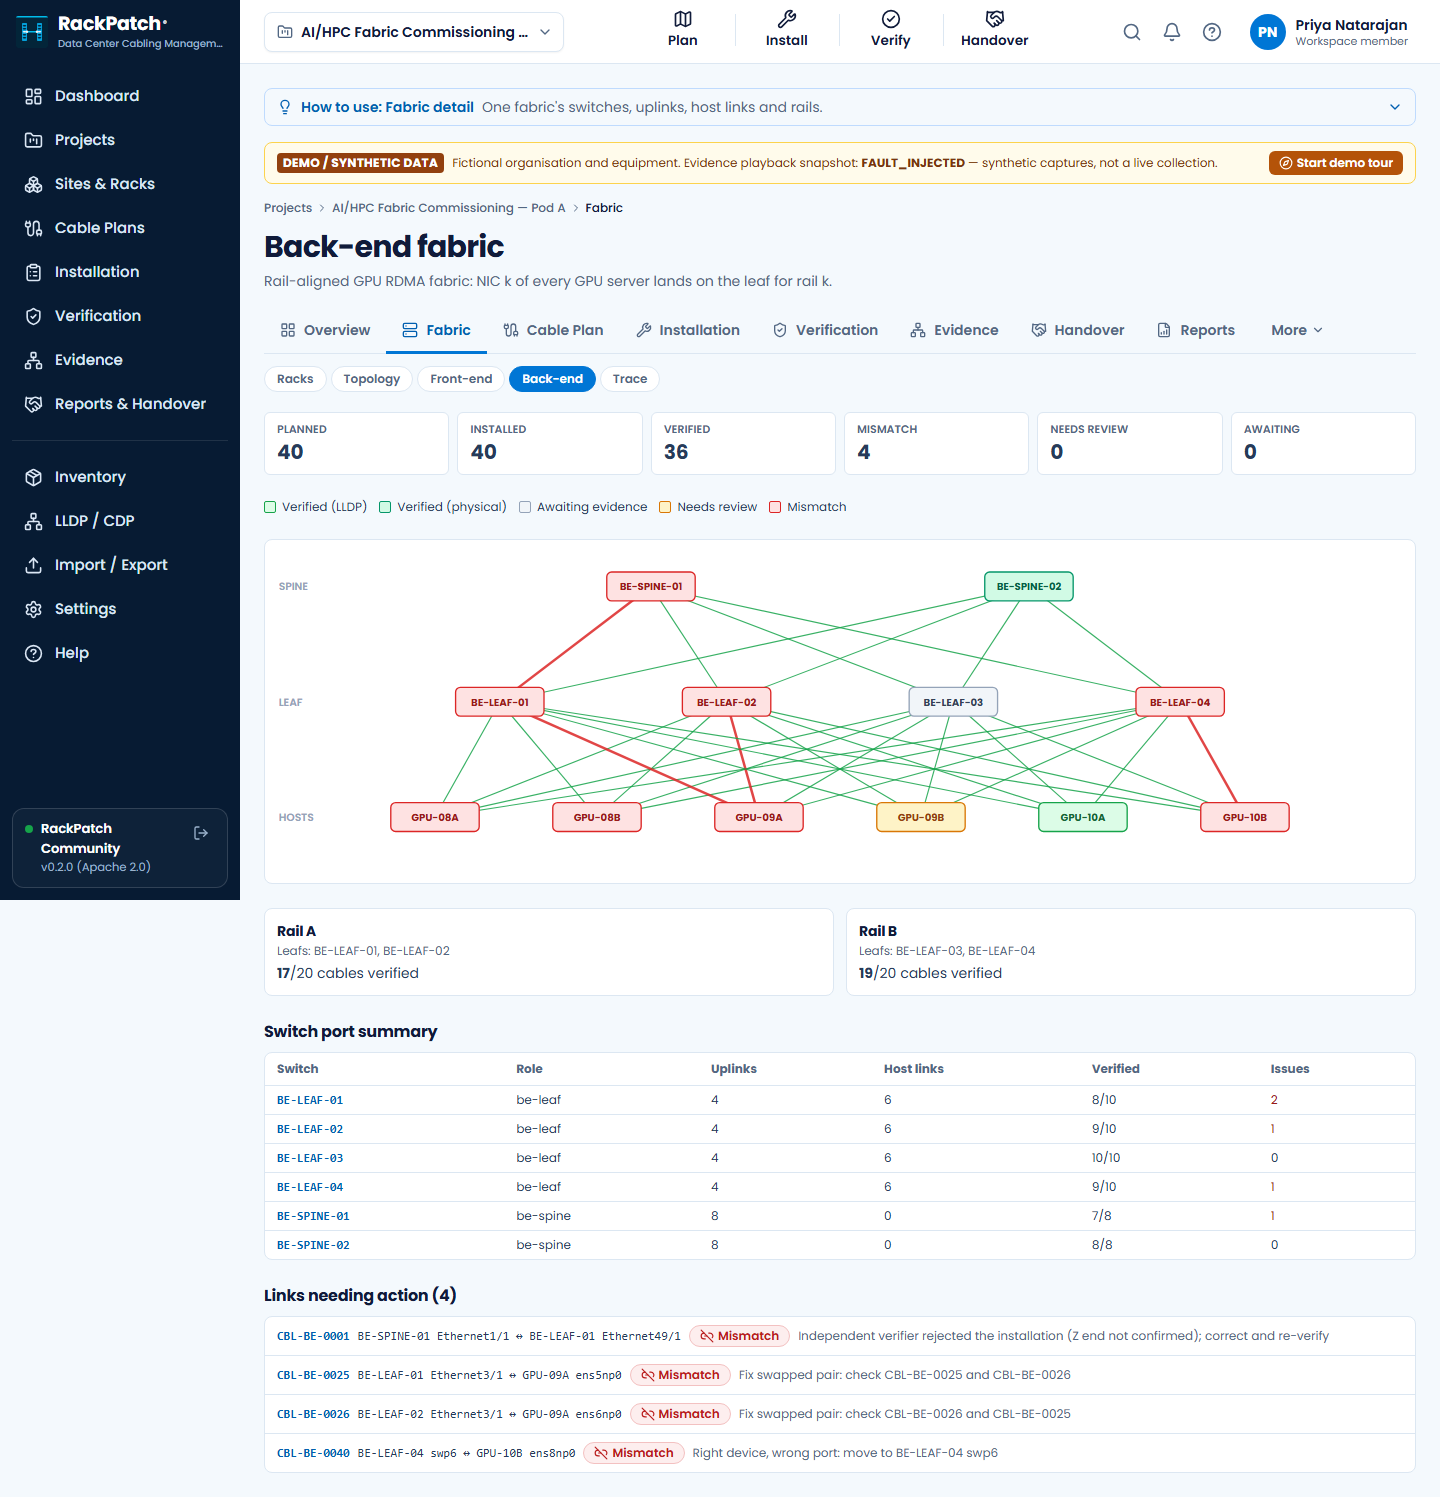 RackPatch
Data Center Cabling Managem...
AI/HPC Fabric Commissioning ...
Plan
Install
Verify
Handover
PN
Priya Natarajan
Workspace member
Dashboard
Projects
Sites & Racks
Cable Plans
Installation
Verification
Evidence
Reports & Handover
Inventory
LLDP / CDP
Import / Export
Settings
Help
RackPatch
Community
v0.2.0 (Apache 2.0)
How to use: Fabric detail One fabric's switches, uplinks, host links and rails.
DEMO / SYNTHETIC DATA Fictional organisation and equipment. Evidence playback snapshot: FAULT_INJECTED — synthetic captures, not a live collection. Start demo tour
Projects > AI/HPC Fabric Commissioning — Pod A > Fabric
Back-end fabric
Rail-aligned GPU RDMA fabric: NIC k of every GPU server lands on the leaf for rail k.
Overview Fabric Cable Plan Installation Verification Evidence Handover Reports More
Racks Topology Front-end Back-end Trace
PLANNED INSTALLED VERIFIED MISMATCH NEEDS REVIEW AWAITING
40 40 36 4 0 0
Verified (LLDP) Verified (physical) Awaiting evidence Needs review Mismatch
SPINE BE-SPINE-01 BE-SPINE-02
LEAF BE-LEAF-01 BE-LEAF-02 BE-LEAF-03 BE-LEAF-04
HOSTS GPU-08A GPU-08B GPU-09A GPU-09B GPU-10A GPU-10B
Rail A
Leafs: BE-LEAF-01, BE-LEAF-02
17/20 cables verified
Rail B
Leafs: BE-LEAF-03, BE-LEAF-04
19/20 cables verified
Switch port summary
Switch Role Uplinks Host links Verified Issues
BE-LEAF-01 be-leaf 4 6 8/10 2
BE-LEAF-02 be-leaf 4 6 9/10 1
BE-LEAF-03 be-leaf 4 6 10/10 0
BE-LEAF-04 be-leaf 4 6 9/10 1
BE-SPINE-01 be-spine 8 0 7/8 1
BE-SPINE-02 be-spine 8 0 8/8 0
Links needing action (4)
CBL-BE-0001 BE-SPINE-01 Ethernet1/1 ↔ BE-LEAF-01 Ethernet49/1 Mismatch Independent verifier rejected the installation (Z end not confirmed); correct and re-verify
CBL-BE-0025 BE-LEAF-01 Ethernet3/1 ↔ GPU-09A ens5np0 Mismatch Fix swapped pair: check CBL-BE-0025 and CBL-BE-0026
CBL-BE-0026 BE-LEAF-02 Ethernet3/1 ↔ GPU-09A ens6np0 Mismatch Fix swapped pair: check CBL-BE-0026 and CBL-BE-0025
CBL-BE-0040 BE-LEAF-04 swp6 ↔ GPU-10B ens8np0 Mismatch Right device, wrong port: move to BE-LEAF-04 swp6